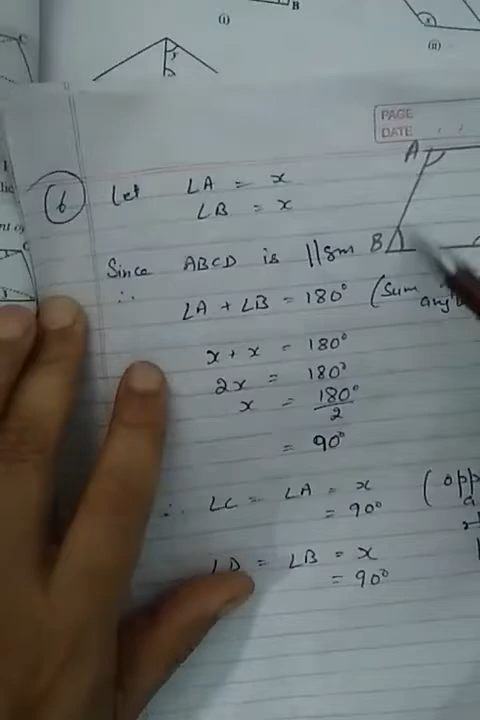 B
(i)
(ii)
x
y
C
PAGE
DATE
6
Let ∠A = x
∠B = x
A
Since ABCD is ||gm
B
∴
∠A + ∠B = 180° (Sum
x + x = 180°
2x = 180°
x = 180°/2
= 90°
∴ ∠C = ∠A = x (opp
= 90°
∠D = ∠B = x
= 90°